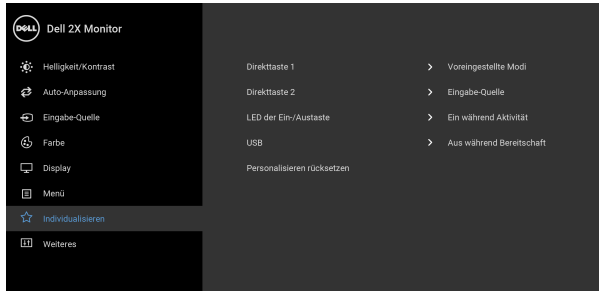 DELL Dell 2X Monitor
Helligkeit/Kontrast
Auto-Anpassung
Eingabe-Quelle
Farbe
Display
Menü
Individualisieren
Weiteres
Direkttaste 1 > Voreingestellte Modi
Direkttaste 2 > Eingabe-Quelle
LED der Ein-/Austaste > Ein während Aktivität
USB > Aus während Bereitschaft
Personalisieren rücksetzen